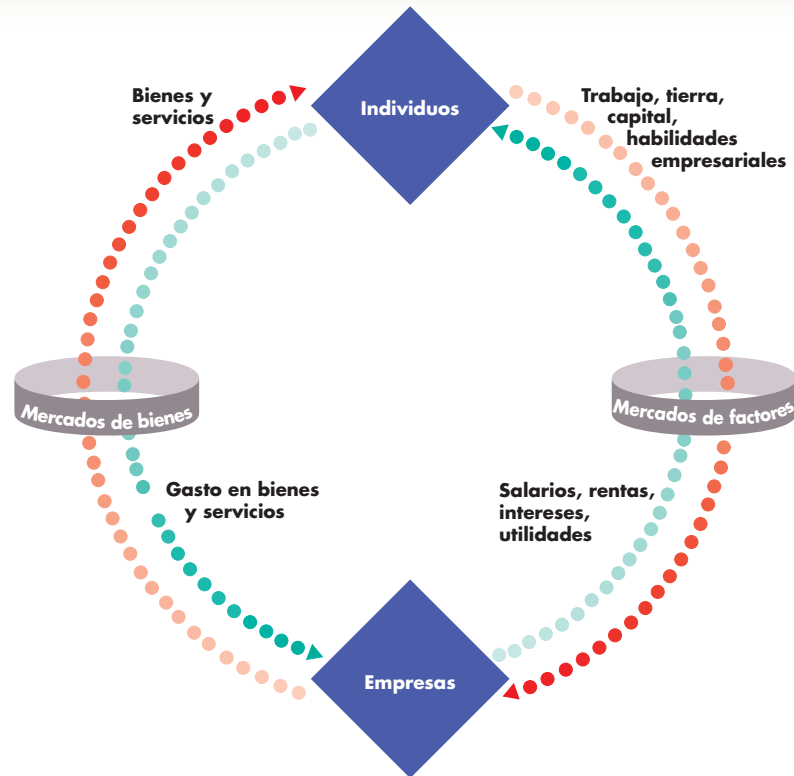 Bienes y
servicios
Individuos
Trabajo, tierra,
capital,
habilidades
empresariales
Mercados de bienes
Mercados de factores
Gasto en bienes
y servicios
Salarios, rentas,
intereses,
utilidades
Empresas